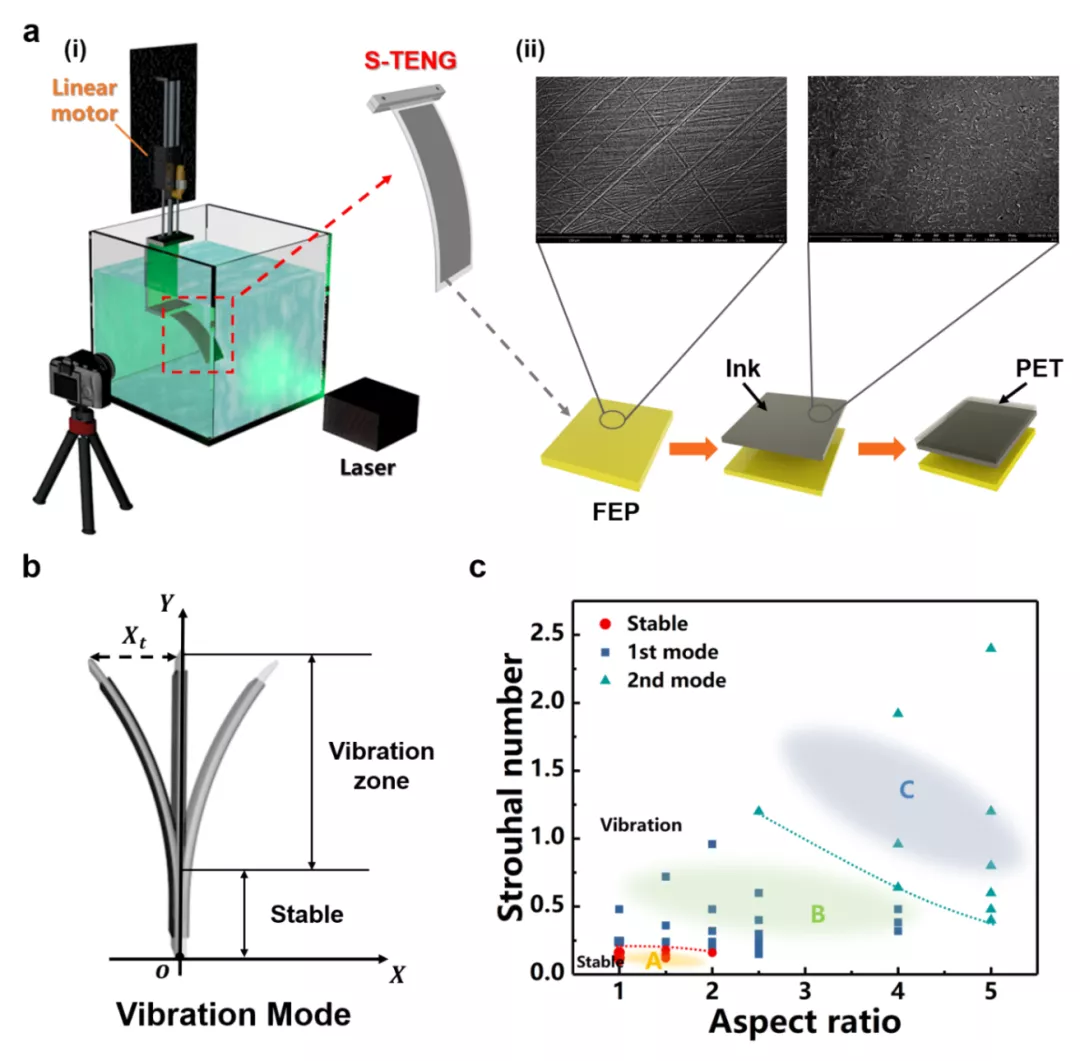 a
(i)
Linear
motor
S-TENG
Laser
(ii)
Ink
PET
FEP
b
Y
Xt
Vibration
zone
Stable
O
X
Vibration Mode
c
Strouhal number
2.5
2.0
1.5
1.0
0.5
0.0
Stable
1st mode
2nd mode
C
Vibration
B
Stable
A
1 2 3 4 5
Aspect ratio